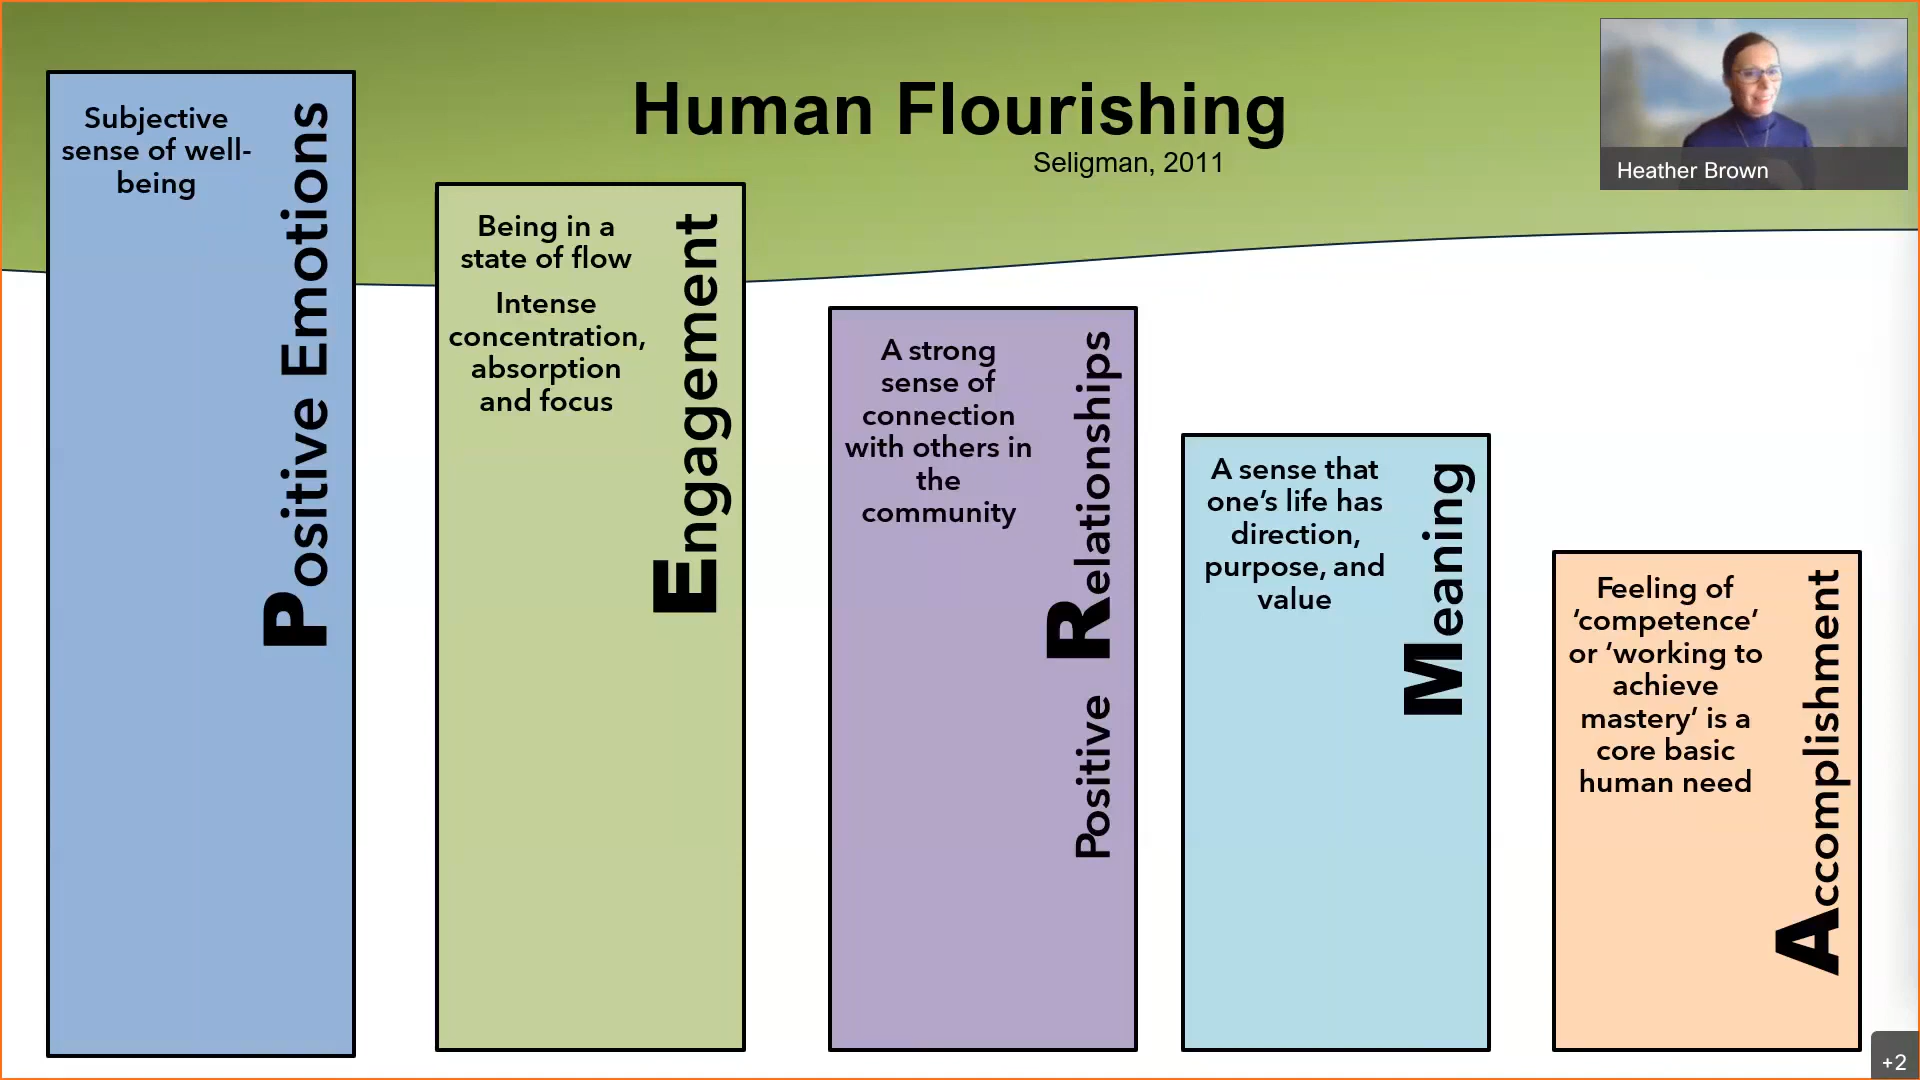 Human Flourishing
Seligman, 2011
Heather Brown
Subjective
sense of well-
being
Positive Emotions
Being in a
state of flow
Intense
concentration,
absorption
and focus
Engagement
A strong
sense of
connection
with others in
the
community
Positive Relationships
A sense that
one’s life has
direction,
purpose, and
value
Meaning
Feeling of
‘competence’
or ‘working to
achieve
mastery’ is a
core basic
human need
Accomplishment
+2